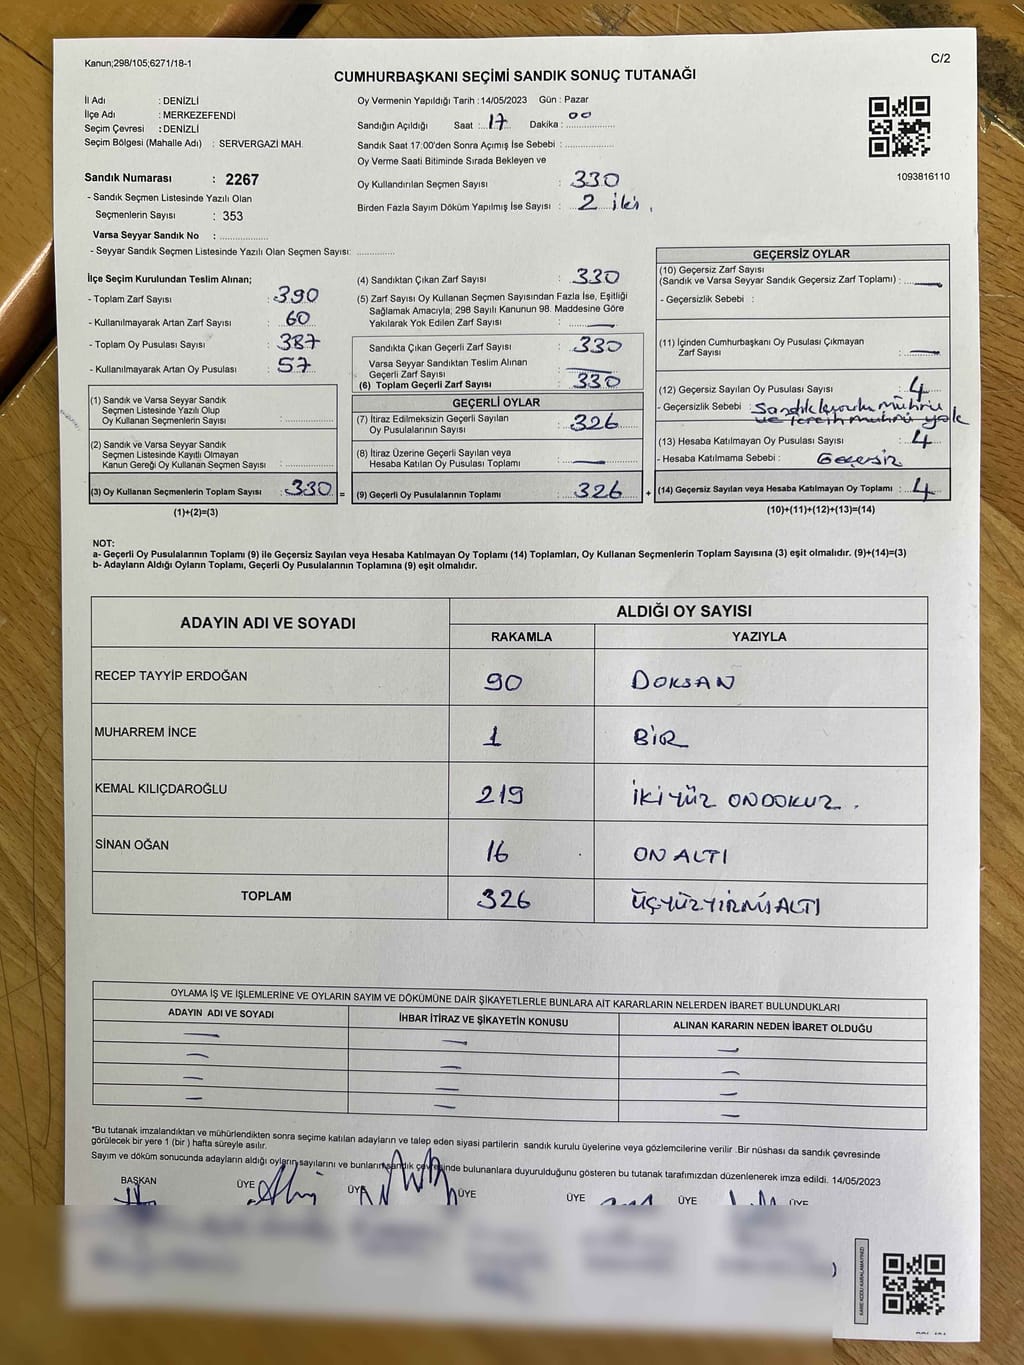 Kanun;298/105;6271/18-1
C/2
CUMHURBAŞKANI SEÇİMİ SANDIK SONUÇ TUTANAĞI
İl Adı : DENİZLİ
İlçe Adı : MERKEZEFENDİ
Seçim Çevresi : DENİZLİ
Seçim Bölgesi (Mahalle Adı) : SERVERGAZİ MAH.
Oy Vermenin Yapıldığı Tarih :14/05/2023 Gün : Pazar
Sandığın Açıldığı Saat :..17.. Dakika : 00
Sandık Saat 17:00'den Sonra Açımış İse Sebebi :
Oy Verme Saati Bitiminde Sırada Bekleyen ve
Oy Kullandırılan Seçmen Sayısı : 330
Birden Fazla Sayım Döküm Yapılmış İse Sayısı : 2 iki
1093816110
Sandık Numarası : 2267
- Sandık Seçmen Listesinde Yazılı Olan
Seçmenlerin Sayısı : 353
Varsa Seyyar Sandık No :
- Seyyar Sandık Seçmen Listesinde Yazılı Olan Seçmen Sayısı:
İlçe Seçim Kurulundan Teslim Alınan;
- Toplam Zarf Sayısı : 390
- Kullanılmayarak Artan Zarf Sayısı : 60
- Toplam Oy Pusulası Sayısı : 387
- Kullanılmayarak Artan Oy Pusulası : 57
(1) Sandık ve Varsa Seyyar Sandık
Seçmen Listesinde Yazılı Olup
Oy Kullanan Seçmenlerin Sayısı :
(2) Sandık ve Varsa Seyyar Sandık
Seçmen Listesinde Kayıtlı Olmayan
Kanun Gereği Oy Kullanan Seçmen Sayısı :
(3) Oy Kullanan Seçmenlerin Toplam Sayısı : 330 =
(1)+(2)=(3)
(4) Sandıktan Çıkan Zarf Sayısı : 330
(5) Zarf Sayısı Oy Kullanan Seçmen Sayısından Fazla İse, Eşitliği
Sağlamak Amacıyla; 298 Sayılı Kanunun 98. Maddesine Göre
Yakılarak Yok Edilen Zarf Sayısı : —
Sandıkta Çıkan Geçerli Zarf Sayısı : 330
Varsa Seyyar Sandıktan Teslim Alınan
Geçerli Zarf Sayısı : —
(6) Toplam Geçerli Zarf Sayısı : 330
GEÇERLİ OYLAR
(7) İtiraz Edilmeksizin Geçerli Sayılan
Oy Pusulalarının Sayısı : 326
(8) İtiraz Üzerine Geçerli Sayılan veya
Hesaba Katılan Oy Pusulası Toplamı : —
(9) Geçerli Oy Pusulalarının Toplamı : 326 +
GEÇERSİZ OYLAR
(10) Geçersiz Zarf Sayısı
(Sandık ve Varsa Seyyar Sandık Geçersiz Zarf Toplamı) : —
- Geçersizlik Sebebi :
(11) İçinden Cumhurbaşkanı Oy Pusulası Çıkmayan
Zarf Sayısı : —
(12) Geçersiz Sayılan Oy Pusulası Sayısı : 4
- Geçersizlik Sebebi : Sandık mührü
ve tercih mührü yok
(13) Hesaba Katılmayan Oy Pusulası Sayısı : 4
- Hesaba Katılmama Sebebi : Geçersiz
(14) Geçersiz Sayılan veya Hesaba Katılmayan Oy Toplamı : 4
(10)+(11)+(12)+(13)=(14)
NOT:
a- Geçerli Oy Pusulalarının Toplamı (9) ile Geçersiz Sayılan veya Hesaba Katılmayan Oy Toplamı (14) Toplamları, Oy Kullanan Seçmenlerin Toplam Sayısına (3) eşit olmalıdır. (9)+(14)=(3)
b- Adayların Aldığı Oyların Toplamı, Geçerli Oy Pusulalarının Toplamına (9) eşit olmalıdır.
ADAYIN ADI VE SOYADI ALDIĞI OY SAYISI
RAKAMLA YAZIYLA
RECEP TAYYİP ERDOĞAN 90 DOKSAN
MUHARREM İNCE 1 BİR
KEMAL KILIÇDAROĞLU 219 İKİYÜZ ONDOKUZ .
SİNAN OĞAN 16 ON ALTI
TOPLAM 326 ÜÇYÜZYİRMİALTI
OYLAMA İŞ VE İŞLEMLERİNE VE OYLARIN SAYIM VE DÖKÜMÜNE DAİR ŞİKAYETLERLE BUNLARA AİT KARARLARIN NELERDEN İBARET BULUNDUKLARI
ADAYIN ADI VE SOYADI İHBAR İTİRAZ VE ŞİKAYETİN KONUSU ALINAN KARARIN NEDEN İBARET OLDUĞU
— — —
— — —
— — —
— — —
*Bu tutanak imzalandıktan ve mühürlendikten sonra seçime katılan adayların ve talep eden siyasi partilerin sandık kurulu üyelerine veya gözlemcilerine verilir .Bir nüshası da sandık çevresinde
görülecek bir yere 1 (bir ) hafta süreyle asılır.
Sayım ve döküm sonucunda adayların aldığı oyların sayılarını ve bunların sandık çevresinde bulunanlara duyurulduğunu gösteren bu tutanak tarafımızdan düzenlenerek imza edildi. 14/05/2023
BAŞKAN ÜYE ÜYE ÜYE ÜYE ÜYE ÜYE